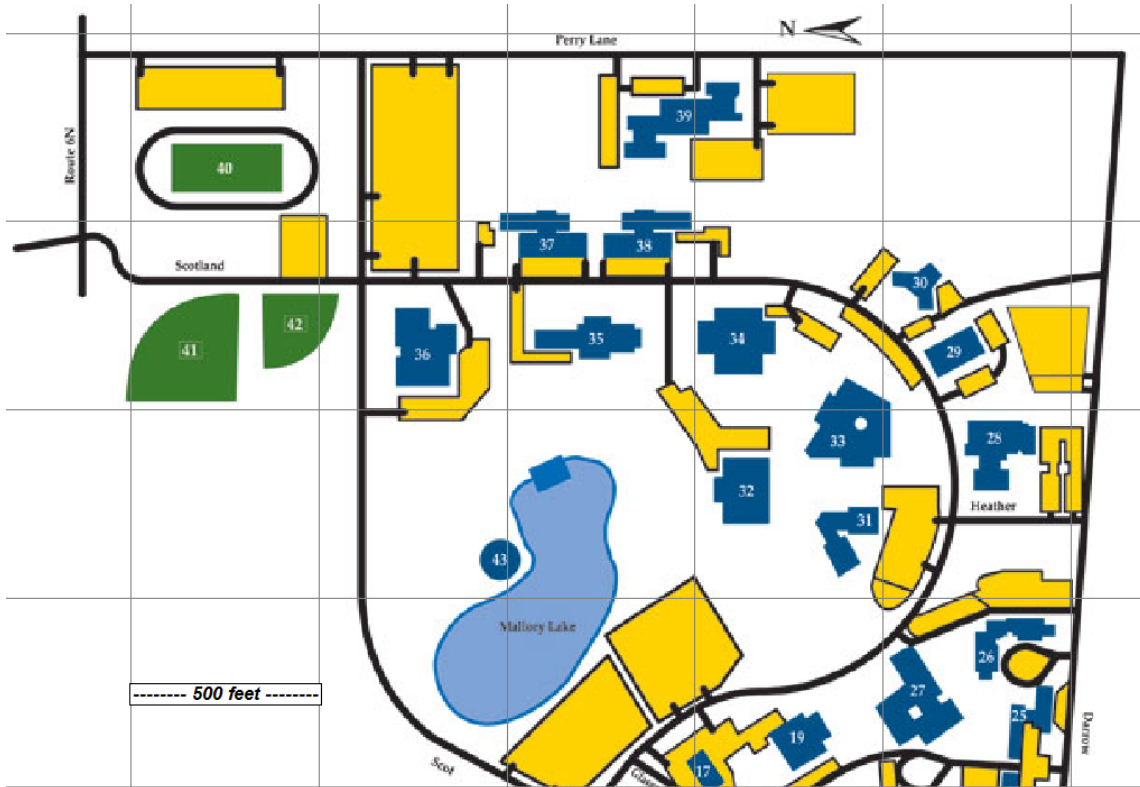 N
Perry Lane
Route 6N
39
40
37
38
Scotland
30
42
41
36
35
34
29
33
28
32
31
Heather
43
Mallory Lake
26
-------- 500 feet --------
27
25
19
Darrow
Scot
17
Glase